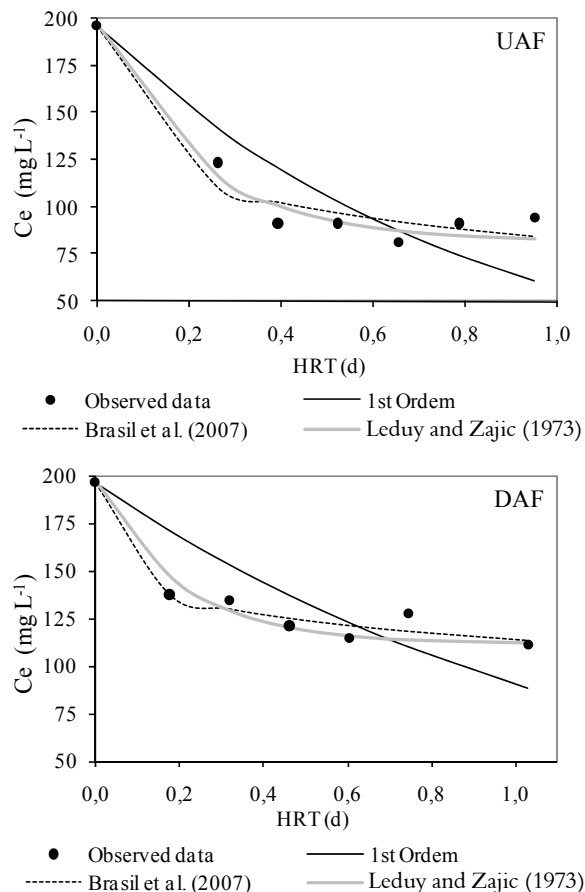 UAF
200
175
150
125
100
75
50
Ce (mg L-1)
0,0 0,2 0,4 0,6 0,8 1,0
HRT (d)
Observed data 1st Ordem
Brasil et al. (2007) Leduy and Zajic (1973)
DAF
200
175
150
125
100
75
50
Ce (mg L-1)
0,0 0,2 0,4 0,6 0,8 1,0
HRT (d)
Observed data 1st Ordem
Brasil et al. (2007) Leduy and Zajic (1973)